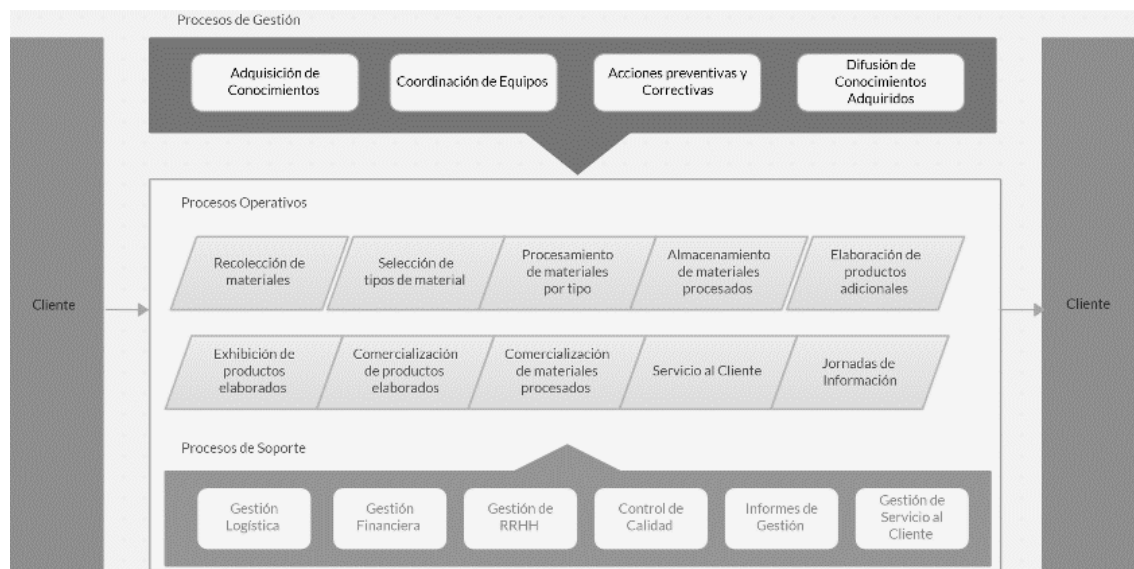 Procesos de Gestión
Adquisición de
Conocimientos
Coordinación de Equipos
Acciones preventivas y
Correctivas
Difusión de
Conocimientos
Adquiridos
Cliente
Procesos Operativos
Recolección de
materiales
Selección de
tipos de material
Procesamiento
de materiales
por tipo
Almacenamiento
de materiales
procesados
Elaboración de
productos
adicionales
Exhibición de
productos
elaborados
Comercialización
de productos
elaborados
Comercialización
de materiales
procesados
Servicio al Cliente
Jornadas de
Información
Procesos de Soporte
Gestión
Logística
Gestión
Financiera
Gestión de
RRHH
Control de
Calidad
Informes de
Gestión
Gestión de
Servicio al
Cliente
Cliente